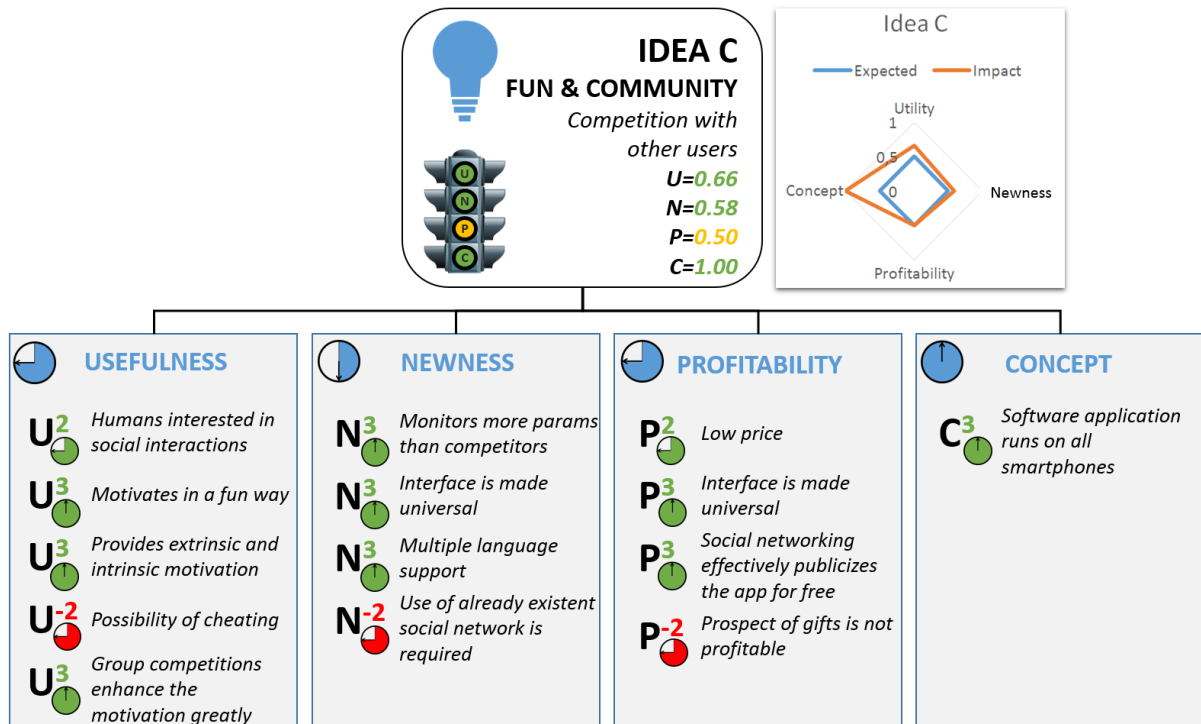 IDEA C
FUN & COMMUNITY
Competition with
other users
U=0.66
N=0.58
P=0.50
C=1.00
U
N
P
C
Idea C
Expected
Impact
Utility
1
0,5
0
Concept
Newness
Profitability
USEFULNESS
U2
Humans interested in
social interactions
U3
Motivates in a fun way
U3
Provides extrinsic and
intrinsic motivation
U-2
Possibility of cheating
U3
Group competitions
enhance the
motivation greatly
NEWNESS
N3
Monitors more params
than competitors
N3
Interface is made
universal
N3
Multiple language
support
N-2
Use of already existent
social network is
required
PROFITABILITY
P2
Low price
P3
Interface is made
universal
P3
Social networking
effectively publicizes
the app for free
P-2
Prospect of gifts is not
profitable
CONCEPT
C3
Software application
runs on all
smartphones